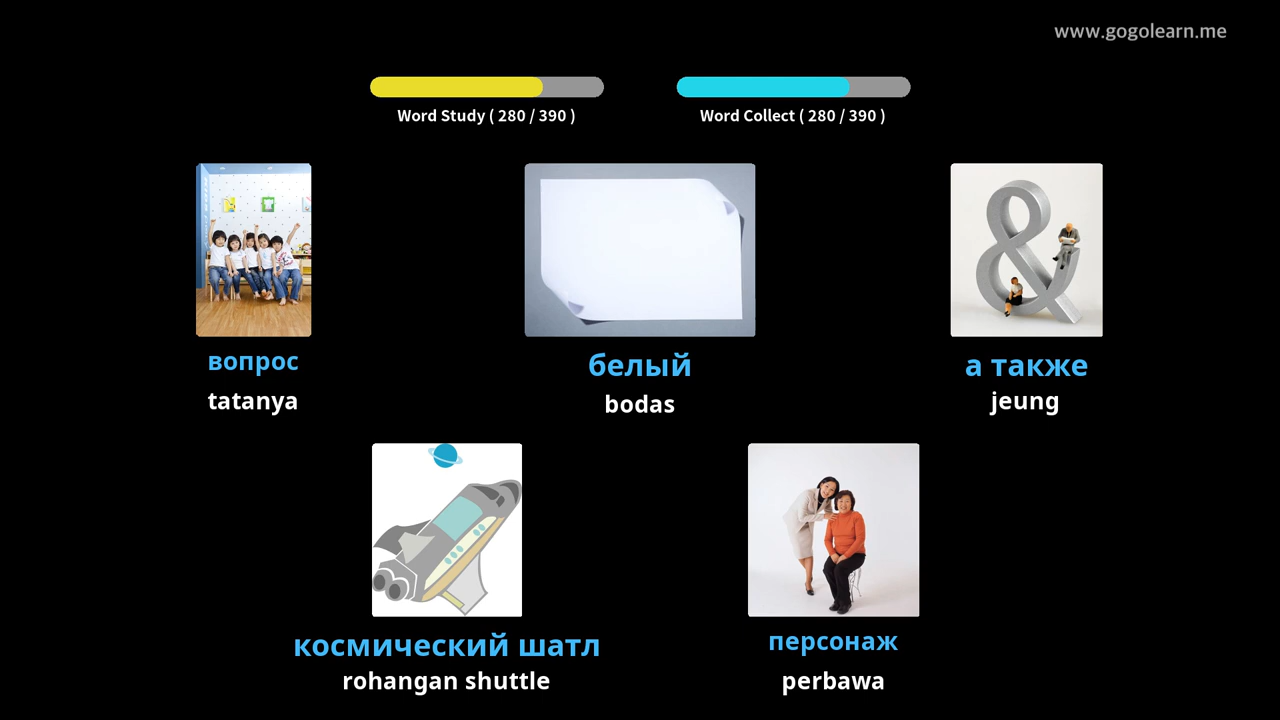 www.gogolearn.me
Word Study ( 280 / 390 )
Word Collect ( 280 / 390 )
вопрос
tatanya
белый
bodas
а также
jeung
космический шатл
rohangan shuttle
персонаж
perbawa